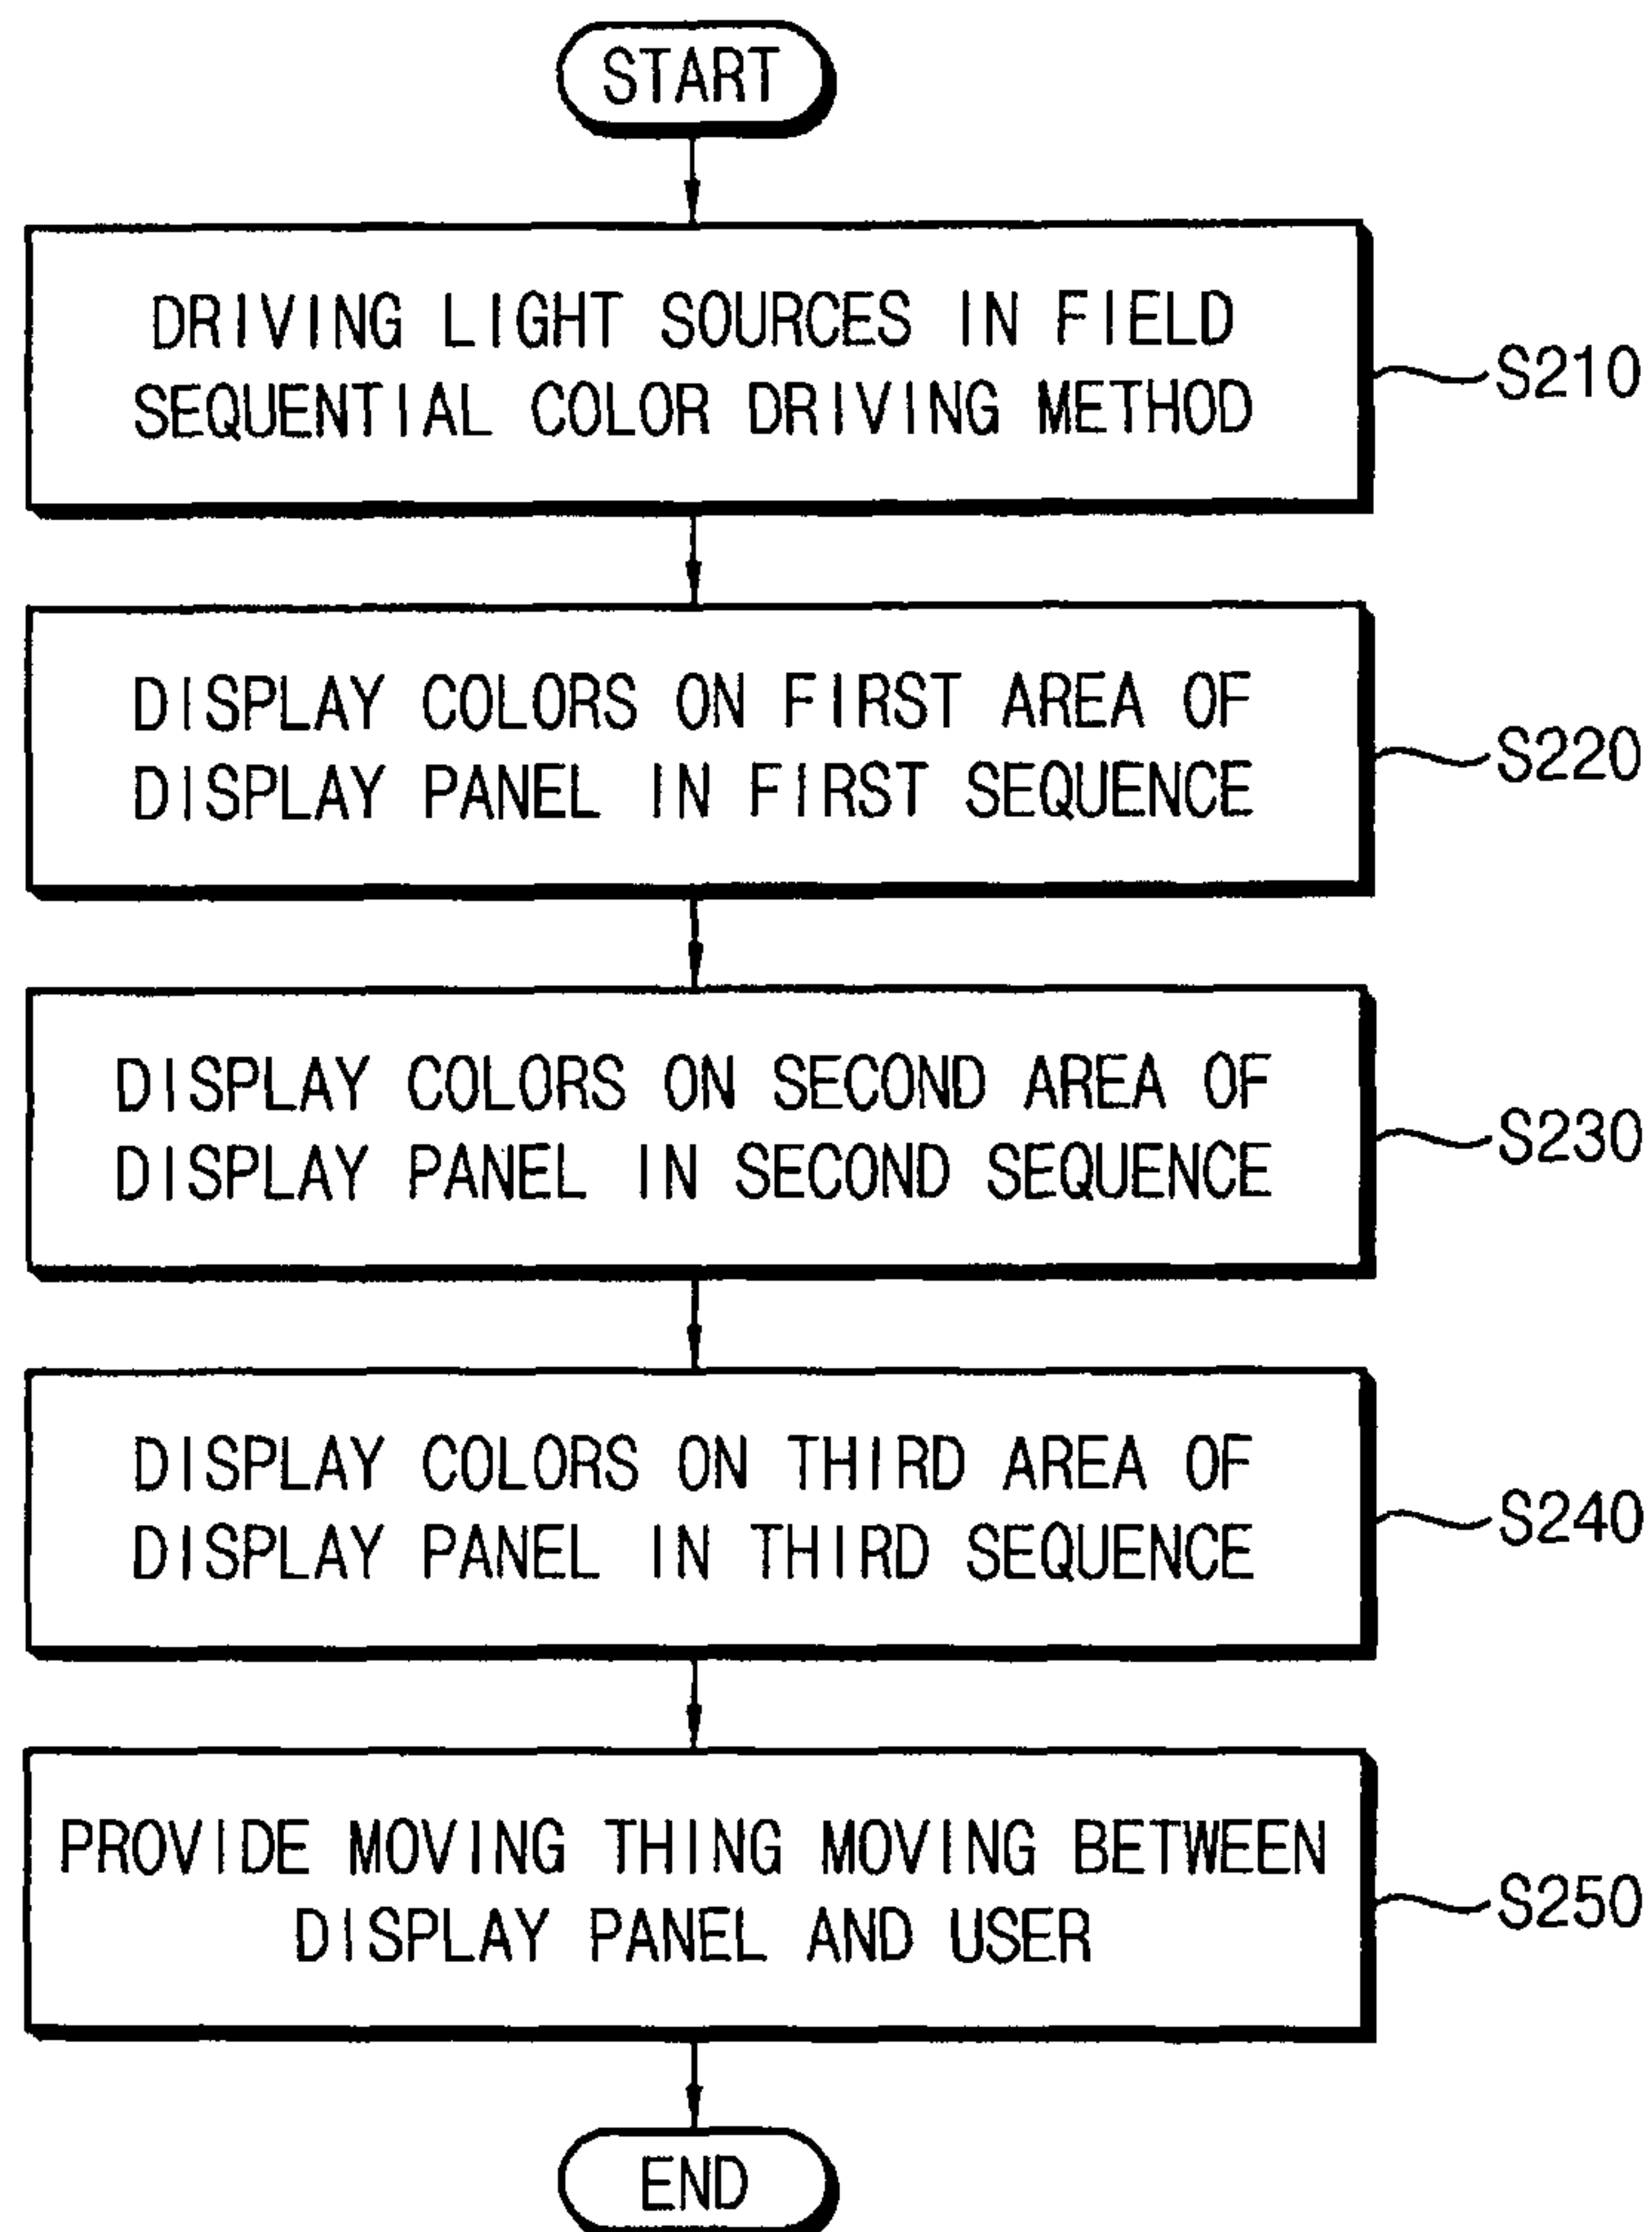 START
DRIVING LIGHT SOURCES IN FIELD
SEQUENTIAL COLOR DRIVING METHOD
S210
DISPLAY COLORS ON FIRST AREA OF
DISPLAY PANEL IN FIRST SEQUENCE
S220
DISPLAY COLORS ON SECOND AREA OF
DISPLAY PANEL IN SECOND SEQUENCE
S230
DISPLAY COLORS ON THIRD AREA OF
DISPLAY PANEL IN THIRD SEQUENCE
S240
PROVIDE MOVING THING MOVING BETWEEN
DISPLAY PANEL AND USER
S250
END